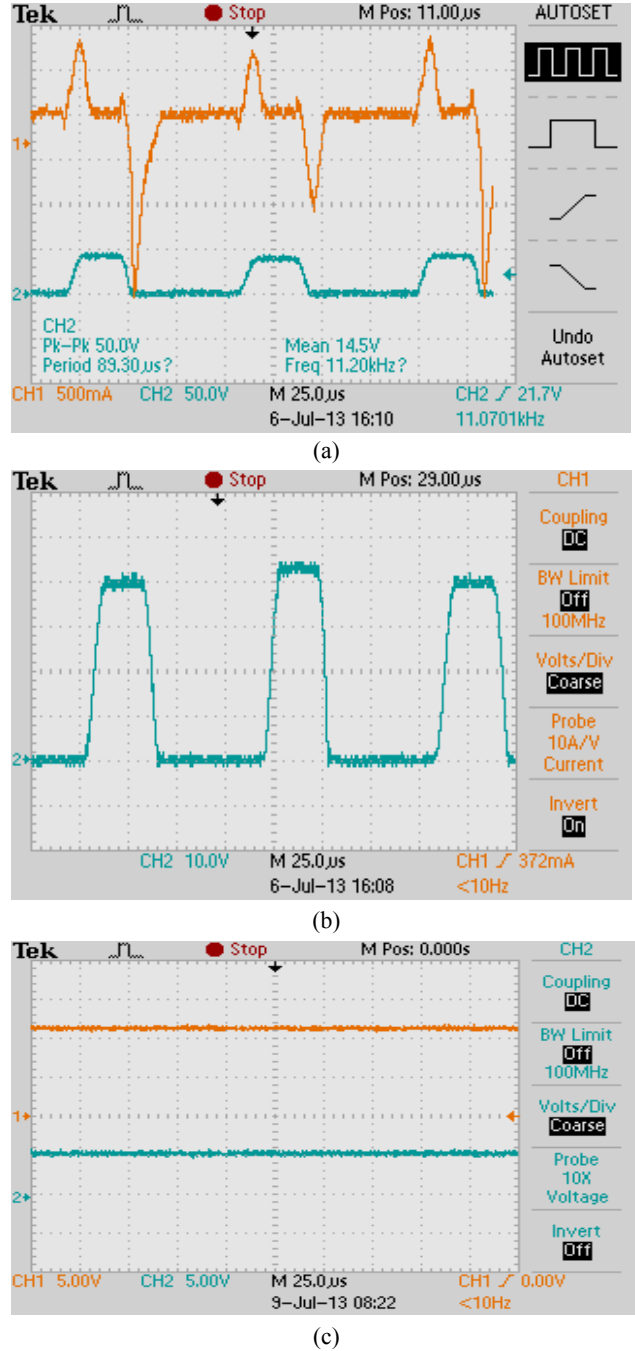 Tek Stop M Pos: 11.00µs AUTOSET
1
2
CH2
Pk-Pk 50.0V Mean 14.5V
Period 89.30µs? Freq 11.20kHz?
Undo
Autoset
CH1 500mA CH2 50.0V M 25.0µs CH2 21.7V
6-Jul-13 16:10 11.0701kHz
(a)
Tek Stop M Pos: 29.00µs CH1
Coupling
DC
BW Limit
Off
100MHz
Volts/Div
Coarse
Probe
10A/V
Current
2
Invert
On
CH2 10.0V M 25.0µs CH1 372mA
6-Jul-13 16:08 <10Hz
(b)
Tek Stop M Pos: 0.000s CH2
Coupling
DC
BW Limit
Off
100MHz
1
Volts/Div
Coarse
Probe
10X
Voltage
2
Invert
Off
CH1 5.00V CH2 5.00V M 25.0µs CH1 0.00V
9-Jul-13 08:22 <10Hz
(c)